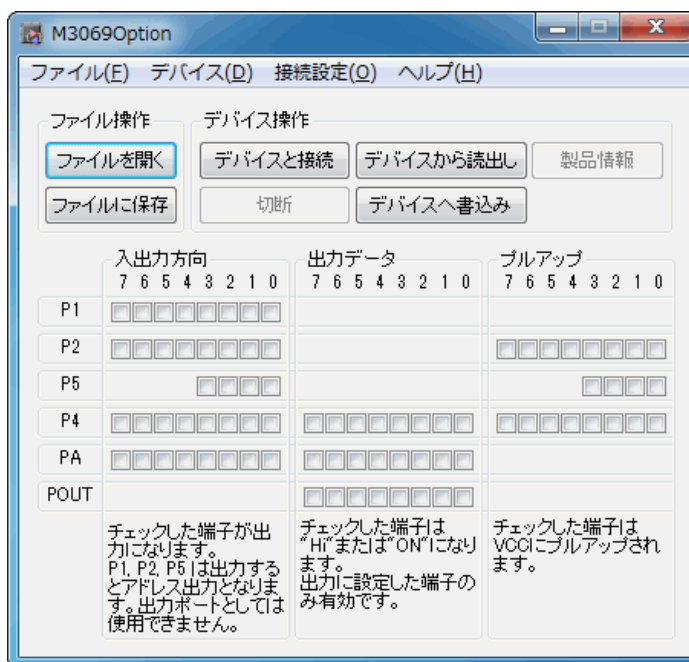 M3069Option
ファイル(F) デバイス(D) 接続設定(O) ヘルプ(H)
ファイル操作 デバイス操作
ファイルを開く デバイスと接続 デバイスから読出し 製品情報
ファイルに保存 切断 デバイスへ書込み
入出力方向 出力データ プルアップ
7 6 5 4 3 2 1 0 7 6 5 4 3 2 1 0 7 6 5 4 3 2 1 0
P1
P2
P5
P4
PA
POUT
チェックした端子が出
力になります。
P1, P2, P5は出力する
とアドレス出力となりま
す。出力ポートとしては
使用できません。
チェックした端子は
"Hi"または"ON"になり
ます。
出力に設定した端子の
み有効です。
チェックした端子は
VCCにプルアップされ
ます。